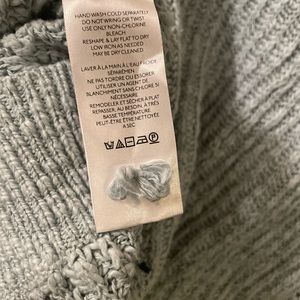 HAND WASH COLD SEPARATELY
DO NOT WRING OR TWIST
USE ONLY NON-CLORINE
BLEACH
RESHAPE & LAY FLAT TO DRY
LOW IRON AS NEEDED
MAY BE DRY CLEANED
LAVER À LA MAIN À L'EAU FROIDE
SÉPARÉMEN
NE PAS TORDRE OU ESSORER
UTILISER UN AGENT DE
BLANCHIMENT SANS CHLORE SI
NÉCESSAIRE
REMODELER ET SÉCHER A PLAT
REPASSER AU FER TRÈS
BASSE TEMPÉRATURE
PEUT-ÊTRE ÊTRE NETTOYÉE
A SEC